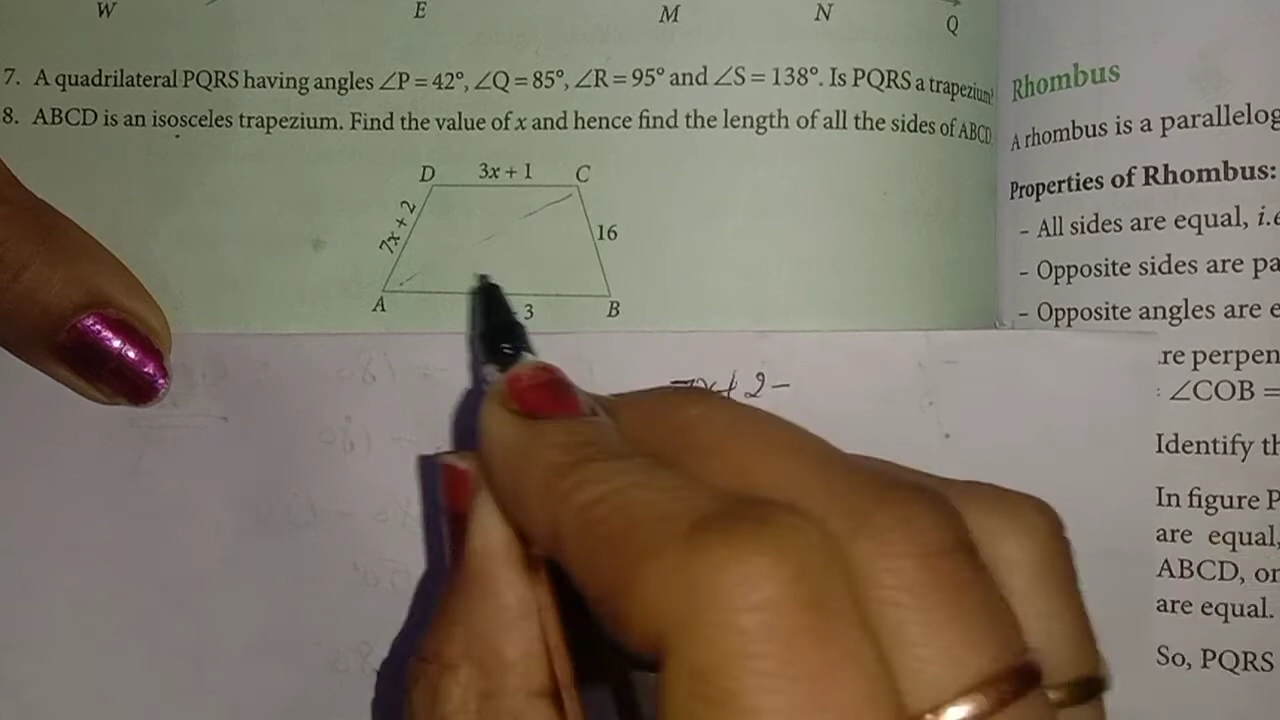 W E M N Q
7. A quadrilateral PQRS having angles ∠P = 42°, ∠Q = 85°, ∠R = 95° and ∠S = 138°. Is PQRS a trapezium?
8. ABCD is an isosceles trapezium. Find the value of x and hence find the length of all the sides of ABCD
D 3x + 1 C
7x + 2
16
A 3 B
7x + 2 -
Rhombus
A rhombus is a parallelog
Properties of Rhombus:
- All sides are equal, i.e
- Opposite sides are pa
- Opposite angles are e
re perpen
: ∠COB =
Identify th
In figure P
are equal,
ABCD, or
are equal.
So, PQRS